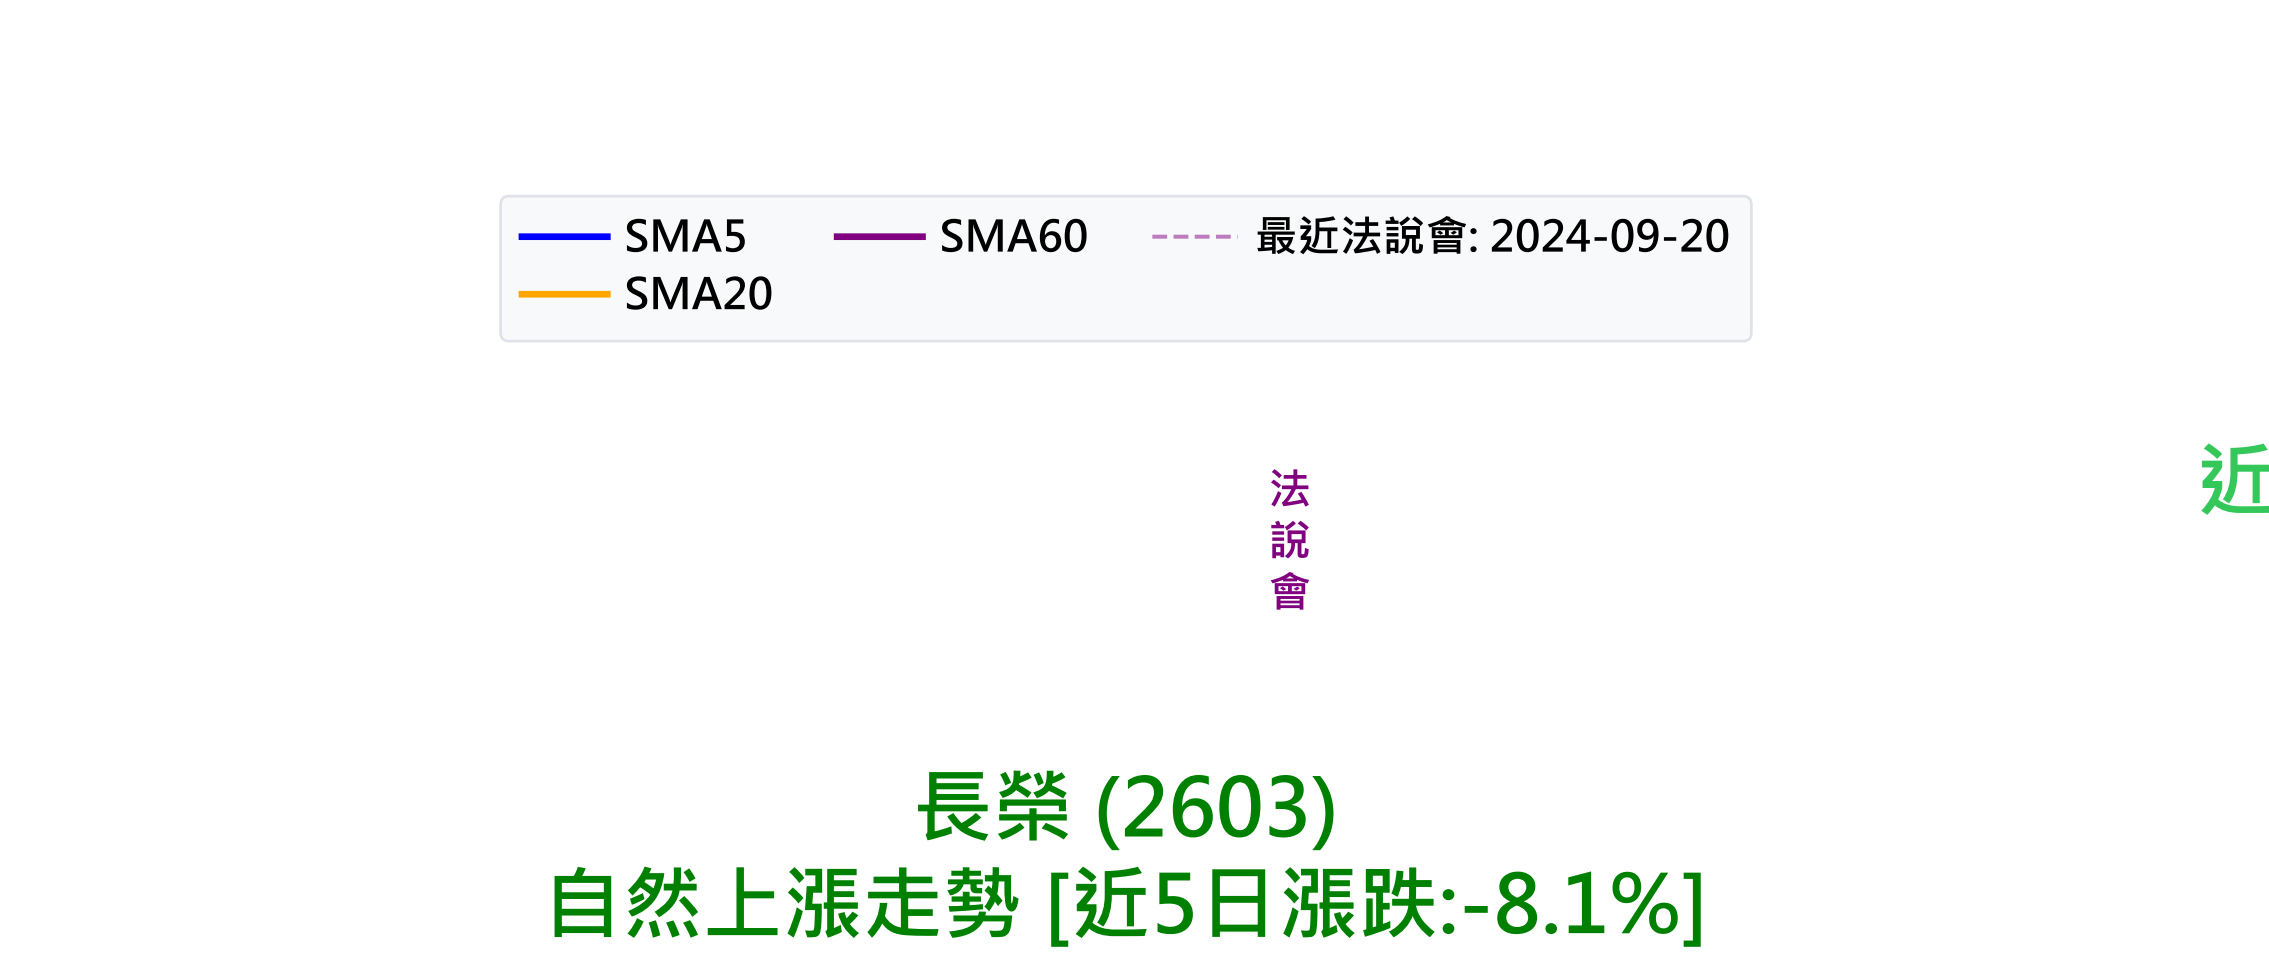 SMA5
SMA20
SMA60
最近法說會: 2024-09-20
近
法
說
會
長榮 (2603)
自然上漲走勢 [近5日漲跌:-8.1%]